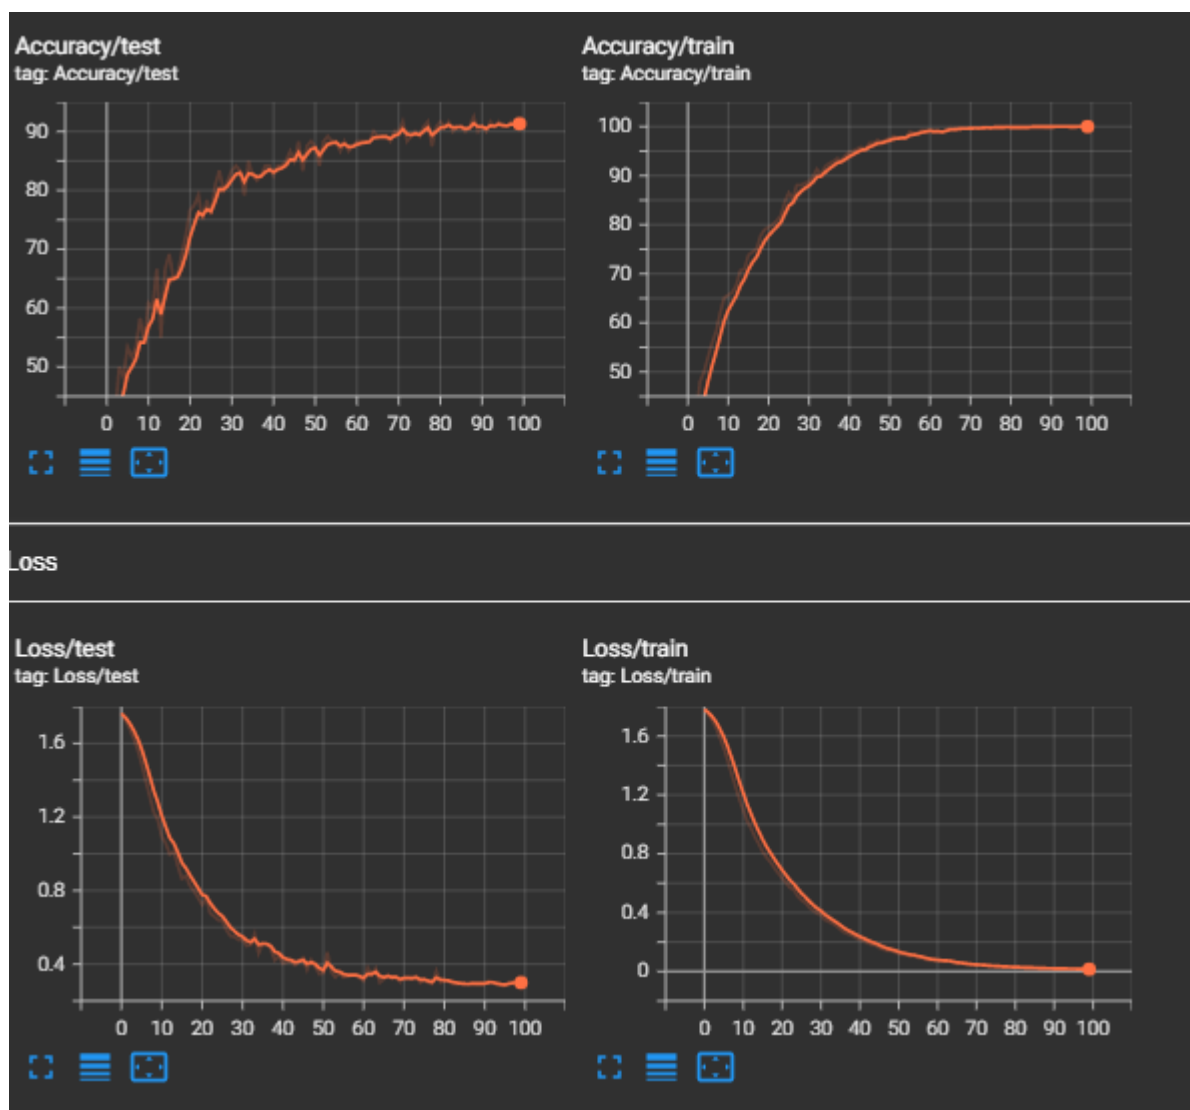 Accuracy/test
tag: Accuracy/test
90
80
70
60
50
0 10 20 30 40 50 60 70 80 90 100
Accuracy/train
tag: Accuracy/train
100
90
80
70
60
50
0 10 20 30 40 50 60 70 80 90 100
Loss
Loss/test
tag: Loss/test
1.6
1.2
0.8
0.4
0 10 20 30 40 50 60 70 80 90 100
Loss/train
tag: Loss/train
1.6
1.2
0.8
0.4
0
0 10 20 30 40 50 60 70 80 90 100